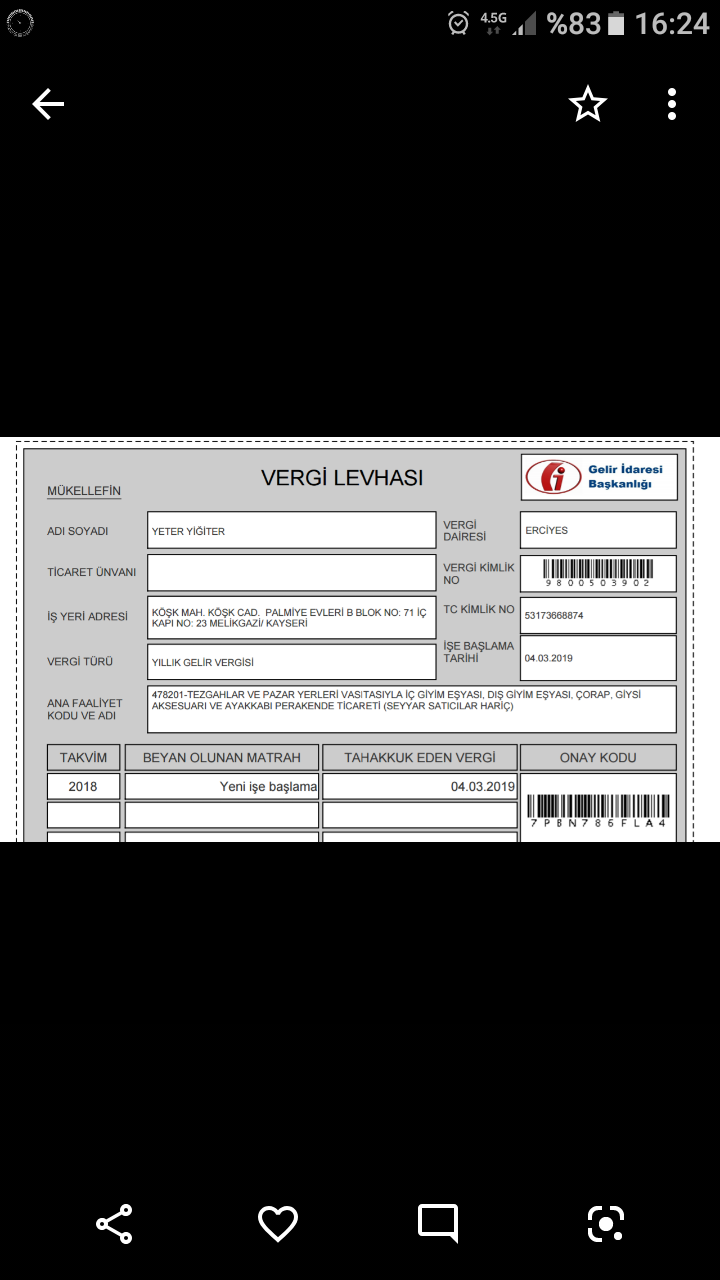 4.5G %83 16:24
VERGİ LEVHASI
Gelir İdaresi
Başkanlığı
MÜKELLEFİN
ADI SOYADI
YETER YİĞİTER
VERGİ
DAİRESİ
ERCİYES
TİCARET ÜNVANI
VERGİ KİMLİK
NO
9800503902
İŞ YERİ ADRESİ
KÖŞK MAH. KÖŞK CAD. PALMİYE EVLERİ B BLOK NO: 71 İÇ
KAPI NO: 23 MELİKGAZİ/ KAYSERİ
TC KİMLİK NO
53173668874
VERGİ TÜRÜ
YILLIK GELİR VERGİSİ
İŞE BAŞLAMA
TARİHİ
04.03.2019
ANA FAALİYET
KODU VE ADI
478201-TEZGAHLAR VE PAZAR YERLERİ VASITASIYLA İÇ GİYİM EŞYASI, DIŞ GİYİM EŞYASI, ÇORAP, GİYSİ
AKSESUARI VE AYAKKABI PERAKENDE TİCARETİ (SEYYAR SATICILAR HARİÇ)
TAKVİM BEYAN OLUNAN MATRAH TAHAKKUK EDEN VERGİ ONAY KODU
2018 Yeni işe başlama 04.03.2019
7PBN786FLA4